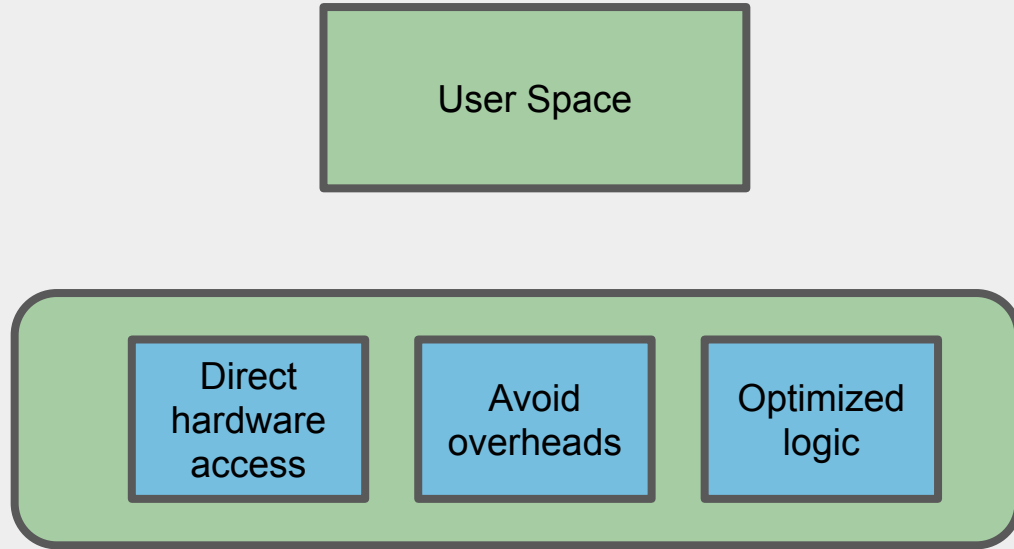 User Space
Direct
hardware
access
Avoid
overheads
Optimized
logic